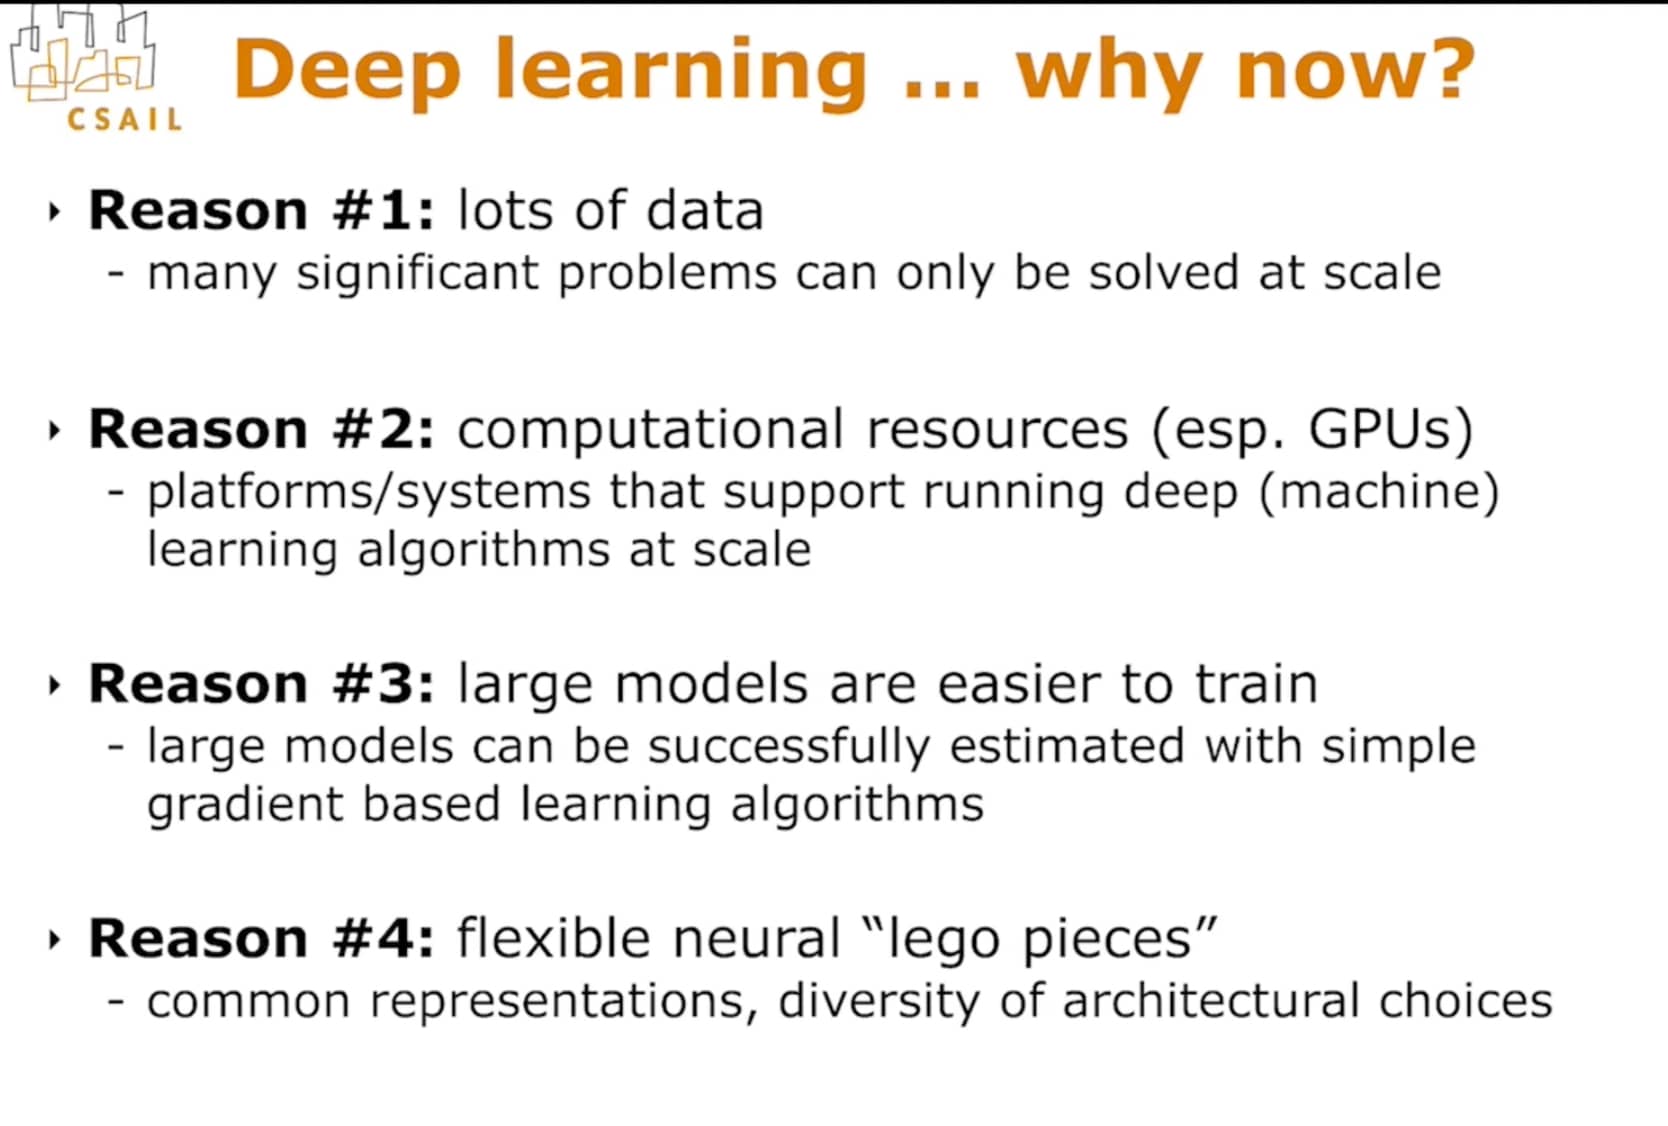 CSAIL
Deep learning ... why now?
‣ Reason #1: lots of data
- many significant problems can only be solved at scale
‣ Reason #2: computational resources (esp. GPUs)
- platforms/systems that support running deep (machine)
learning algorithms at scale
‣ Reason #3: large models are easier to train
- large models can be successfully estimated with simple
gradient based learning algorithms
‣ Reason #4: flexible neural “lego pieces”
- common representations, diversity of architectural choices